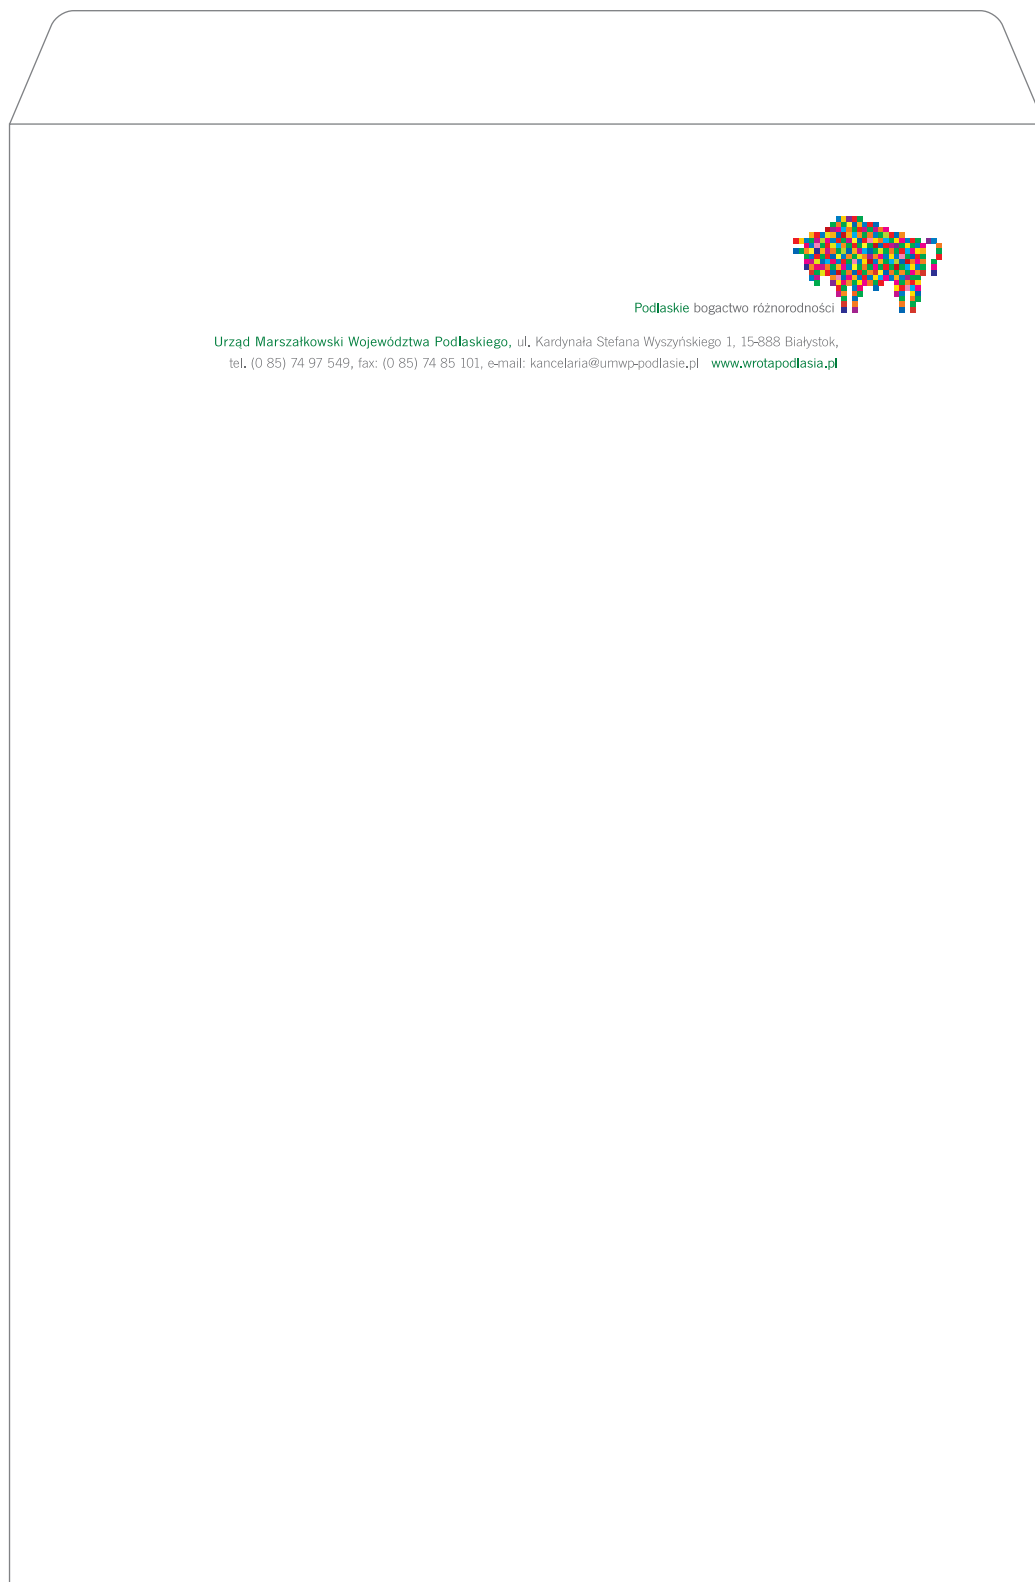 Podlaskie bogactwo różnorodności
Urząd Marszałkowski Województwa Podlaskiego, ul. Kardynała Stefana Wyszyńskiego 1, 15-888 Białystok,
tel. (0 85) 74 97 549, fax: (0 85) 74 85 101, e-mail: kancelaria@umwp-podlasie.pl www.wrotapodlasia.pl